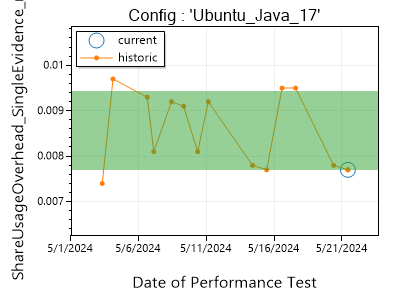 Config : 'Ubuntu_Java_17'
current
historic
ShareUsageOverhead_SingleEvidence_
0.01
0.009
0.008
0.007
5/1/2024
5/6/2024
5/11/2024
5/16/2024
5/21/2024
Date of Performance Test